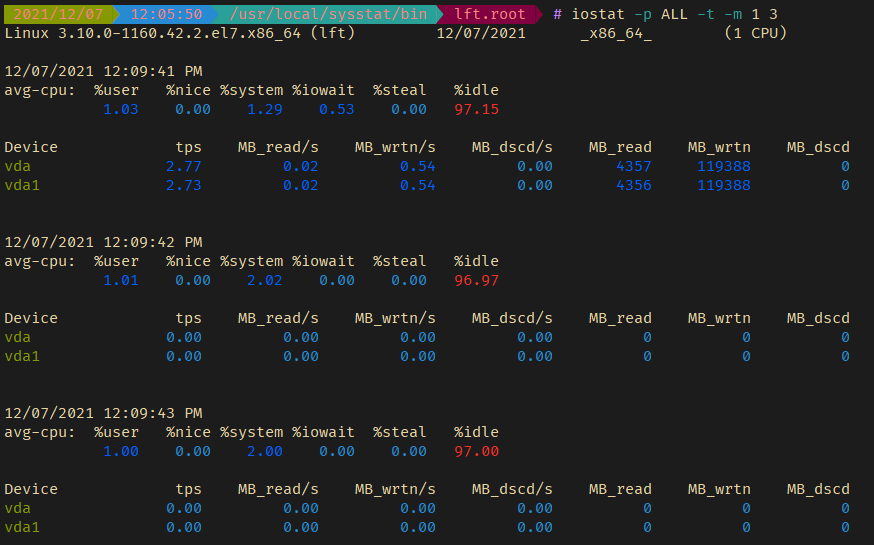 2021/12/07 12:05:50 /usr/local/sysstat/bin lft.root # iostat -p ALL -t -m 1 3
Linux 3.10.0-1160.42.2.el7.x86_64 (lft) 12/07/2021 _x86_64_ (1 CPU)
12/07/2021 12:09:41 PM
avg-cpu: %user %nice %system %iowait %steal %idle
1.03 0.00 1.29 0.53 0.00 97.15
Device tps MB_read/s MB_wrtn/s MB_dscd/s MB_read MB_wrtn MB_dscd
vda 2.77 0.02 0.54 0.00 4357 119388 0
vda1 2.73 0.02 0.54 0.00 4356 119388 0
12/07/2021 12:09:42 PM
avg-cpu: %user %nice %system %iowait %steal %idle
1.01 0.00 2.02 0.00 0.00 96.97
Device tps MB_read/s MB_wrtn/s MB_dscd/s MB_read MB_wrtn MB_dscd
vda 0.00 0.00 0.00 0.00 0 0 0
vda1 0.00 0.00 0.00 0.00 0 0 0
12/07/2021 12:09:43 PM
avg-cpu: %user %nice %system %iowait %steal %idle
1.00 0.00 2.00 0.00 0.00 97.00
Device tps MB_read/s MB_wrtn/s MB_dscd/s MB_read MB_wrtn MB_dscd
vda 0.00 0.00 0.00 0.00 0 0 0
vda1 0.00 0.00 0.00 0.00 0 0 0